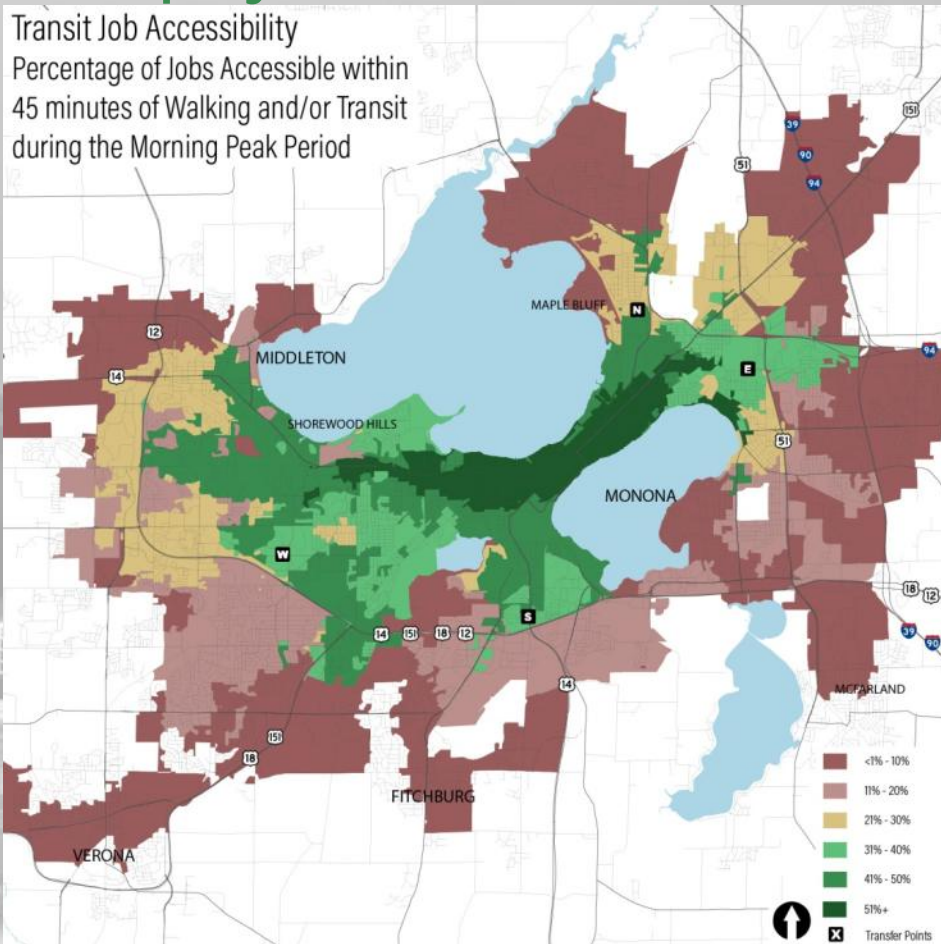 Transit Job Accessibility
Percentage of Jobs Accessible within
45 minutes of Walking and/or Transit
during the Morning Peak Period
151
39
90
94
51
MAPLE BLUFF
N
12
94
MIDDLETON
14
E
SHOREWOOD HILLS
51
MONONA
W
18
12
S
14
151
18
12
39
90
14
MCFARLAND
151
18
<1% - 10%
11% - 20%
FITCHBURG
21% - 30%
31% - 40%
VERONA
41% - 50%
51%+
X
Transfer Points